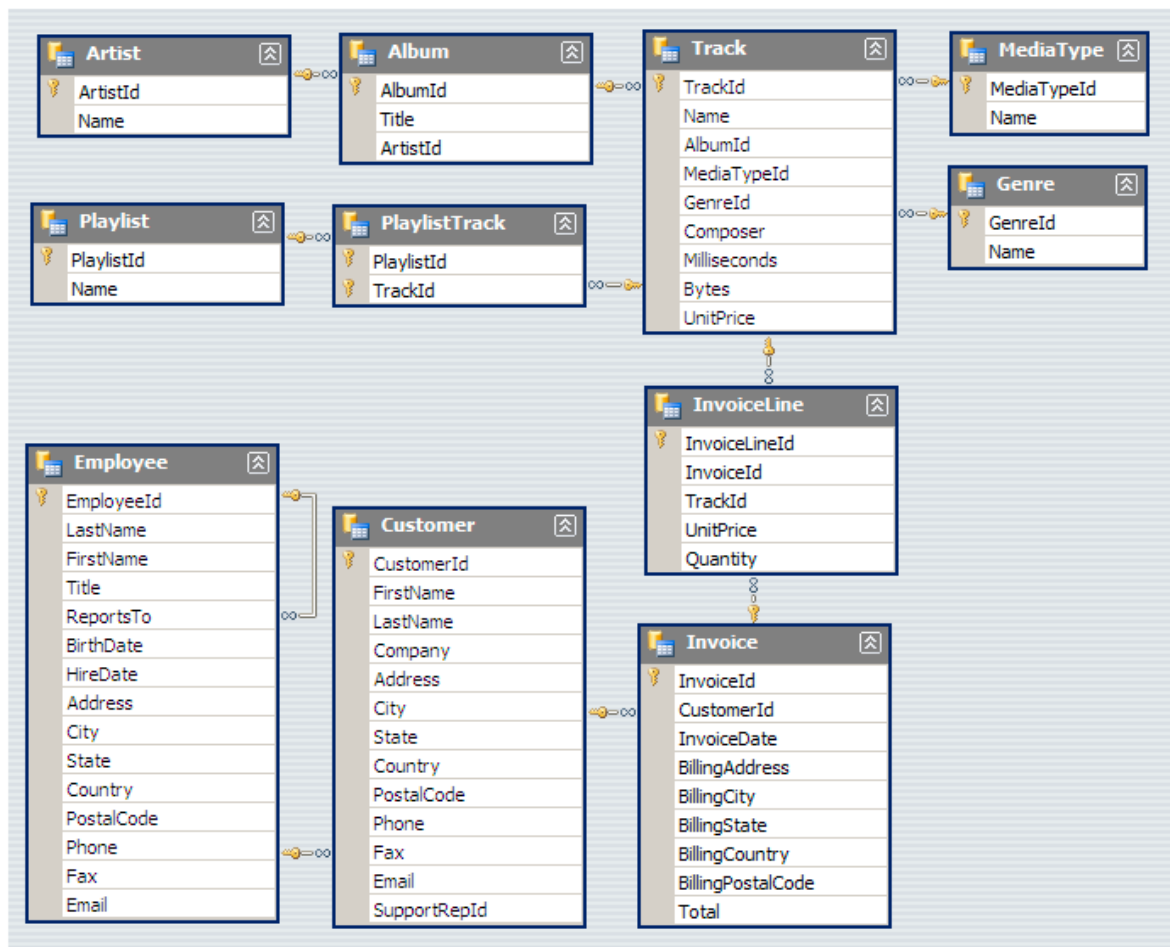 Artist
ArtistId
Name
Album
AlbumId
Title
ArtistId
Track
TrackId
Name
AlbumId
MediaTypeId
GenreId
Composer
Milliseconds
Bytes
UnitPrice
MediaType
MediaTypeId
Name
Genre
GenreId
Name
Playlist
PlaylistId
Name
PlaylistTrack
PlaylistId
TrackId
InvoiceLine
InvoiceLineId
InvoiceId
TrackId
UnitPrice
Quantity
Employee
EmployeeId
LastName
FirstName
Title
ReportsTo
BirthDate
HireDate
Address
City
State
Country
PostalCode
Phone
Fax
Email
Customer
CustomerId
FirstName
LastName
Company
Address
City
State
Country
PostalCode
Phone
Fax
Email
SupportRepId
Invoice
InvoiceId
CustomerId
InvoiceDate
BillingAddress
BillingCity
BillingState
BillingCountry
BillingPostalCode
Total